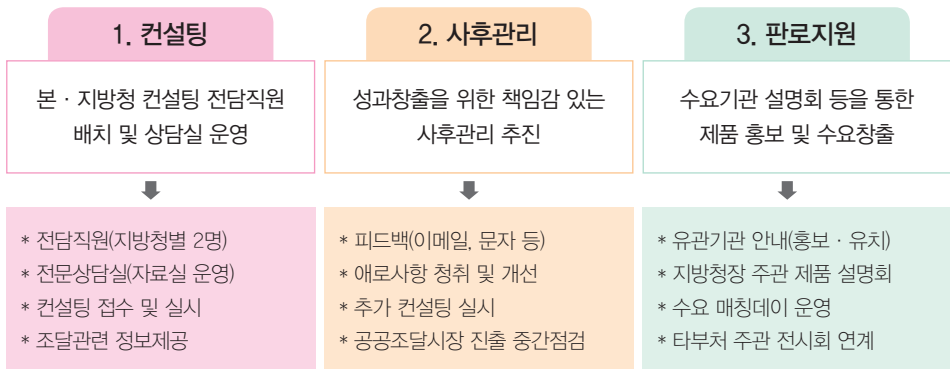 1. 컨설팅
본 · 지방청 컨설팅 전담직원
배치 및 상담실 운영
* 전담직원(지방청별 2명)
* 전문상담실(자료실 운영)
* 컨설팅 접수 및 실시
* 조달관련 정보제공
2. 사후관리
성과창출을 위한 책임감 있는
사후관리 추진
* 피드백(이메일, 문자 등)
* 애로사항 청취 및 개선
* 추가 컨설팅 실시
* 공공조달시장 진출 중간점검
3. 판로지원
수요기관 설명회 등을 통한
제품 홍보 및 수요창출
* 유관기관 안내(홍보 · 유치)
* 지방청장 주관 제품 설명회
* 수요 매칭데이 운영
* 타부처 주관 전시회 연계